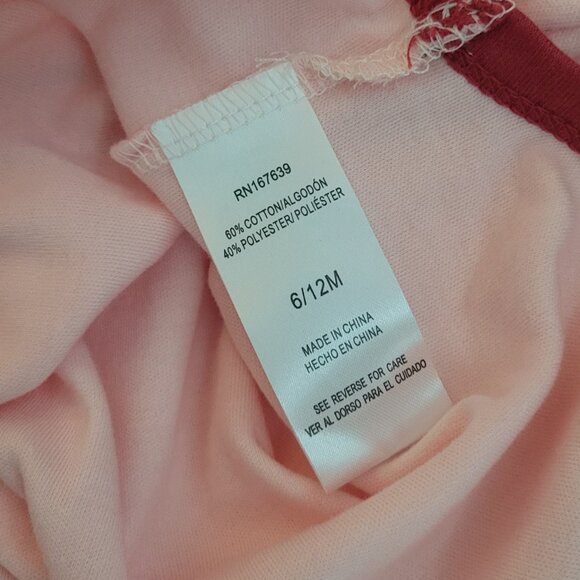 RN167639
60% COTTON/ALGODÓN
40% POLYESTER/ POLIÉSTER
6/12M
MADE IN CHINA
HECHO EN CHINA
SEE REVERSE FOR CARE
VER AL DORSO PARA EL CUIDADO